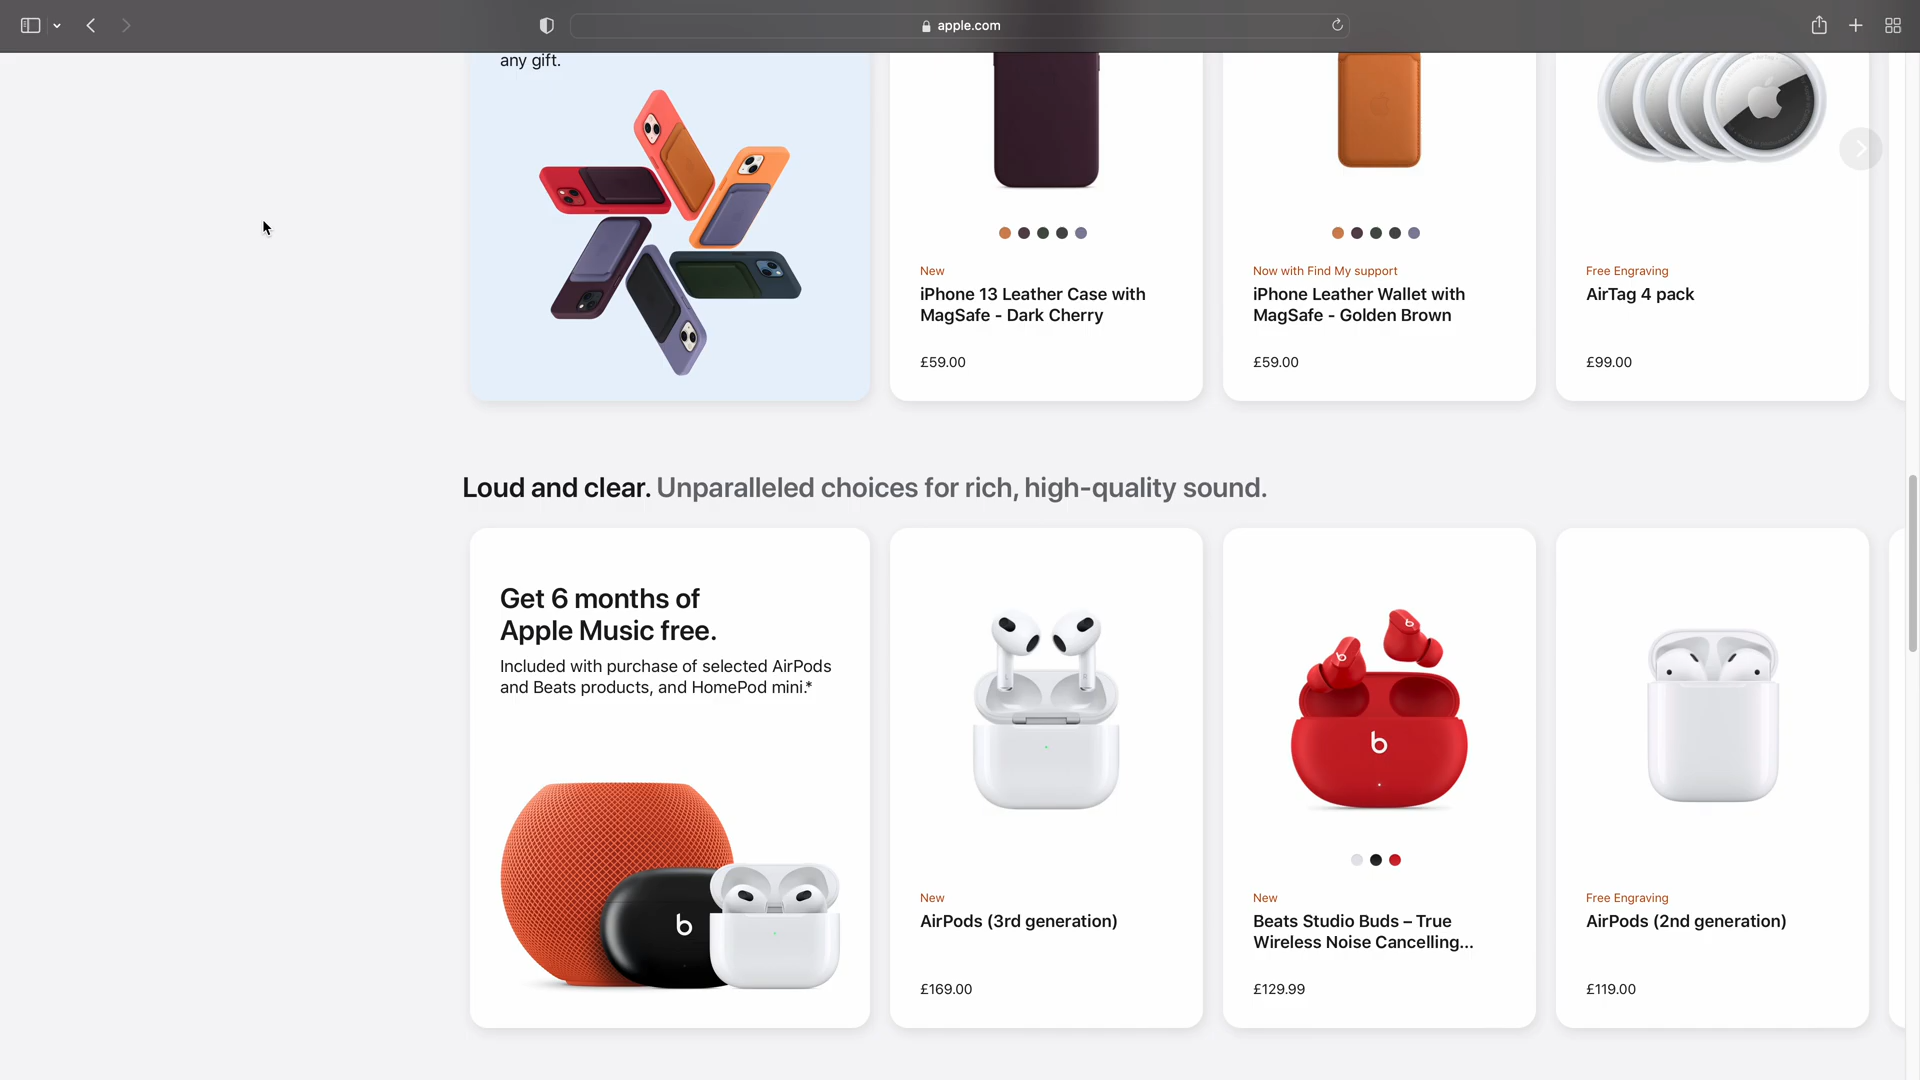 apple.com
any gift.
New
iPhone 13 Leather Case with
MagSafe - Dark Cherry
£59.00
Now with Find My support
iPhone Leather Wallet with
MagSafe - Golden Brown
£59.00
Free Engraving
AirTag 4 pack
£99.00
Loud and clear. Unparalleled choices for rich, high-quality sound.
Get 6 months of
Apple Music free.
Included with purchase of selected AirPods
and Beats products, and HomePod mini.*
New
AirPods (3rd generation)
£169.00
New
Beats Studio Buds – True
Wireless Noise Cancelling...
£129.99
Free Engraving
AirPods (2nd generation)
£119.00